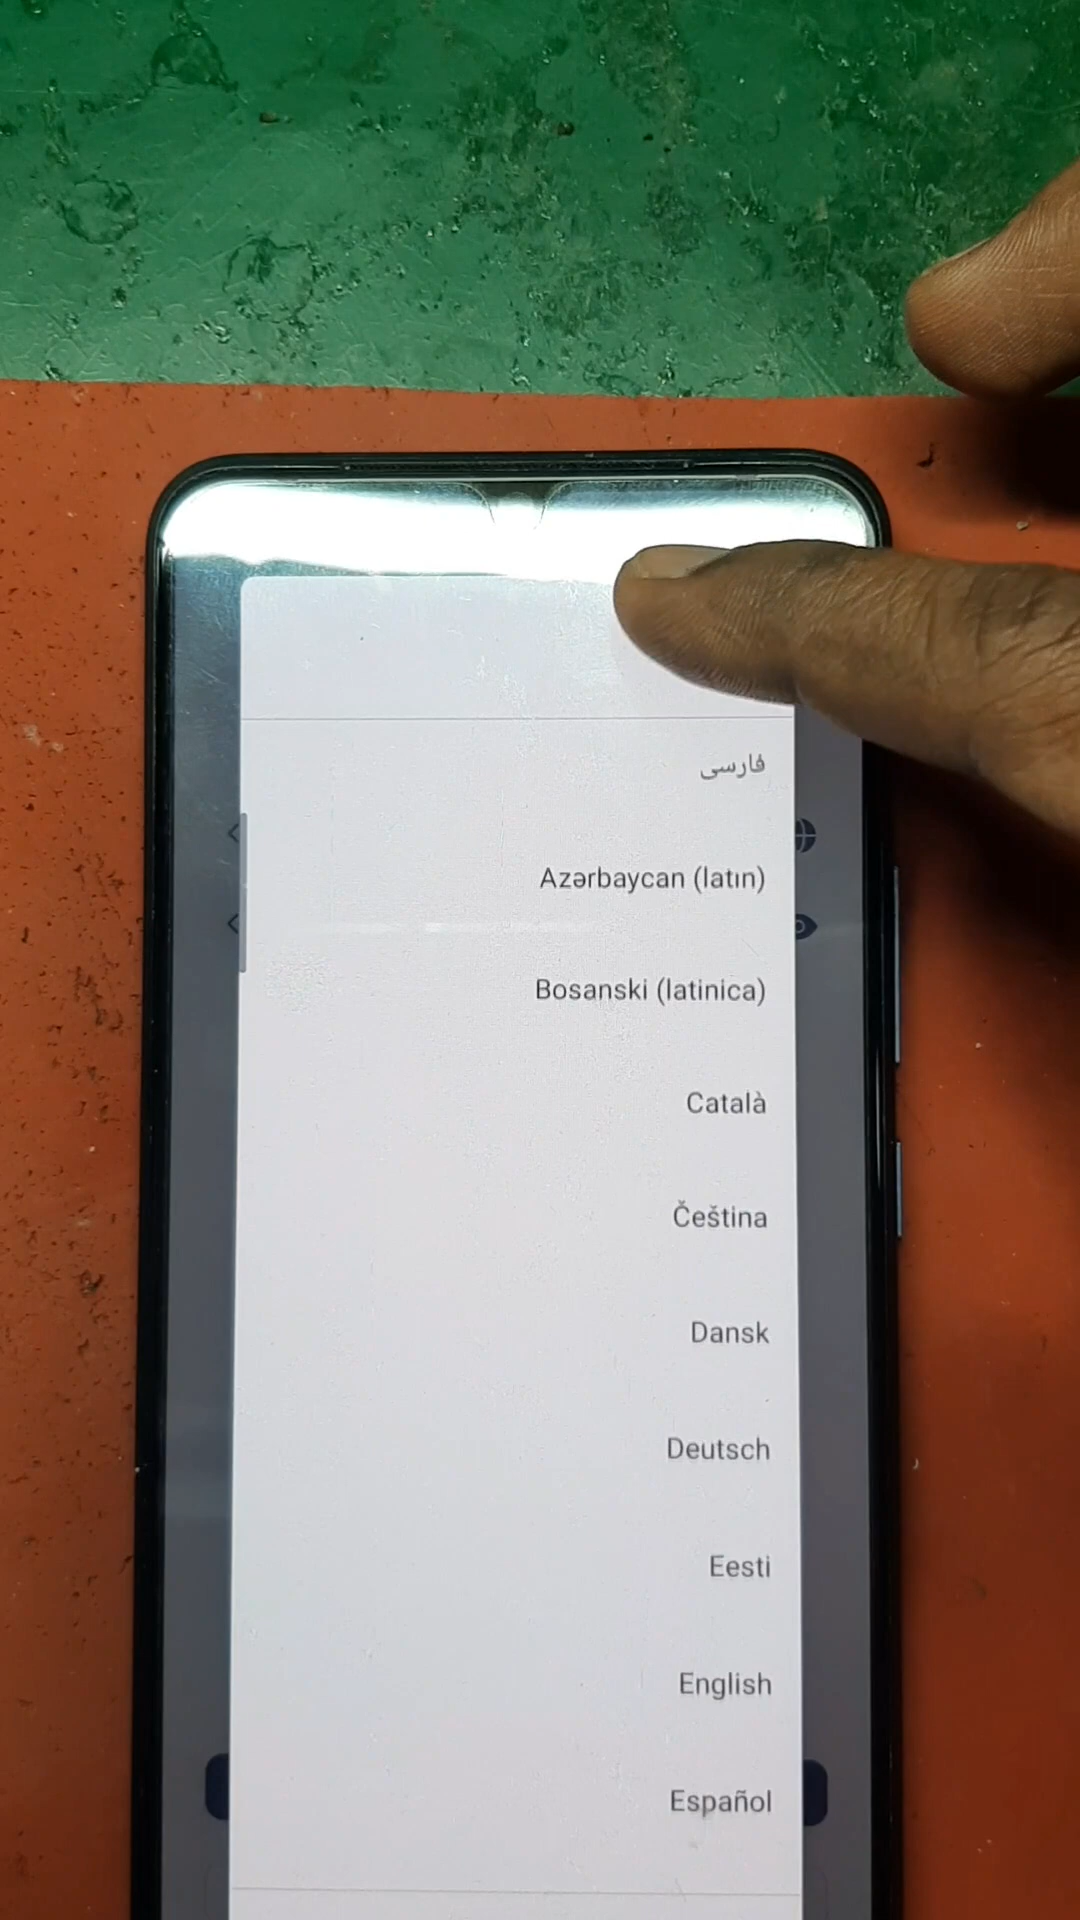 فارسی
Azərbaycan (latın)
Bosanski (latinica)
Català
Čeština
Dansk
Deutsch
Eesti
English
Español